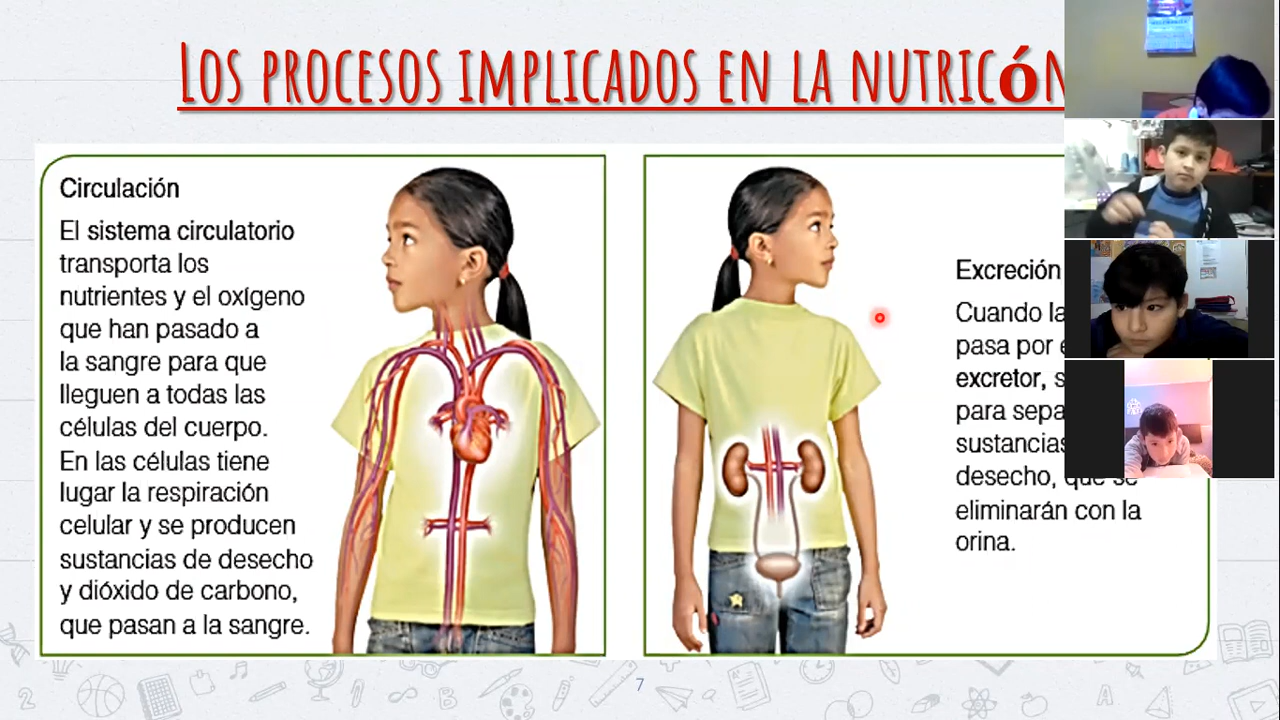 LOS PROCESOS IMPLICADOS EN LA NUTRICÓN
Circulación
El sistema circulatorio
transporta los
nutrientes y el oxígeno
que han pasado a
la sangre para que
lleguen a todas las
células del cuerpo.
En las células tiene
lugar la respiración
celular y se producen
sustancias de desecho
y dióxido de carbono,
que pasan a la sangre.
Excreción
Cuando la
pasa por
excretor,
para
sustancias
desecho, que se
eliminarán con la
orina.
7